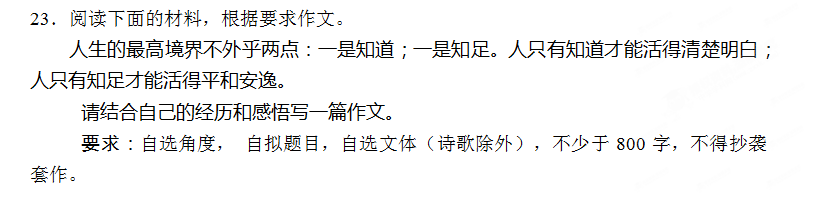 23．阅读下面的材料，根据要求作文。
人生的最高境界不外乎两点：一是知道；一是知足。人只有知道才能活得清楚明白；
人只有知足才能活得平和安逸。
请结合自己的经历和感悟写一篇作文。
要求：自选角度， 自拟题目，自选文体（诗歌除外），不少于 800 字，不得抄袭
套作。